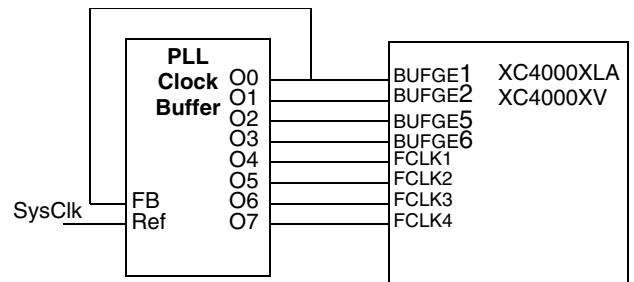 PLL
Clock
Buffer
O0
O1
O2
O3
O4
O5
O6
O7
FB
Ref
SysClk
BUFGE1
BUFGE2
BUFGE5
BUFGE6
FCLK1
FCLK2
FCLK3
FCLK4
XC4000XLA
XC4000XV